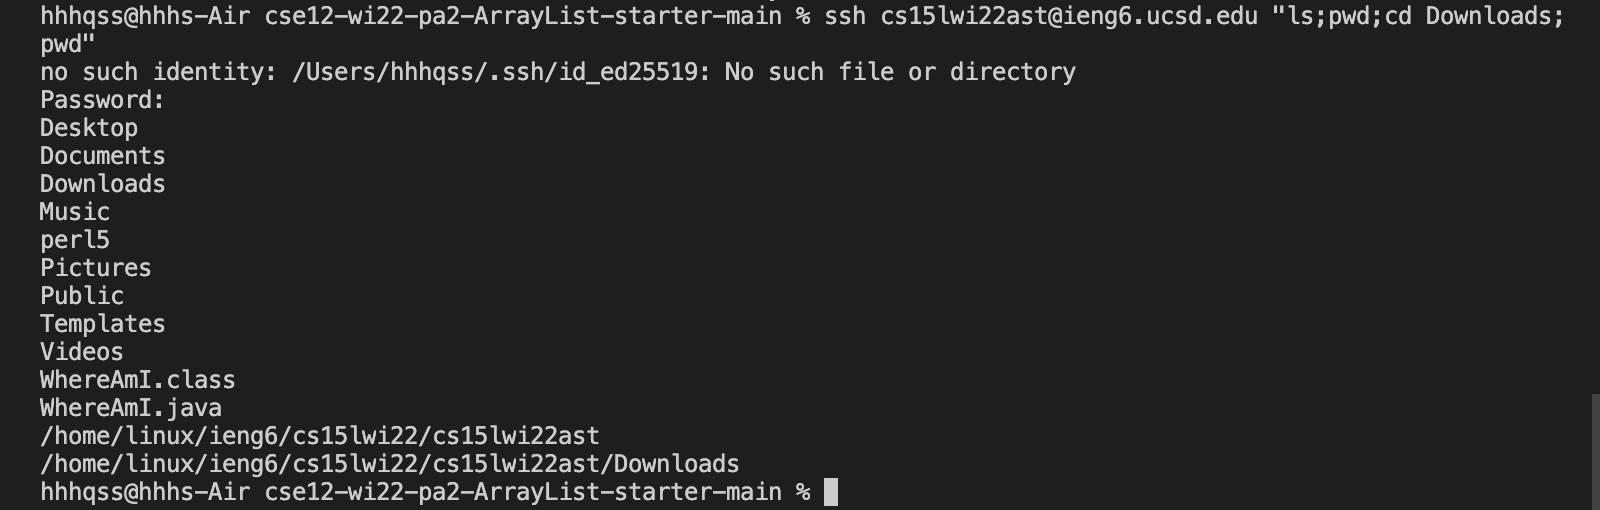 hhhqss@hhhs-Air cse12-wi22-pa2-ArrayList-starter-main % ssh cs15lwi22ast@ieng6.ucsd.edu "ls;pwd;cd Downloads;
pwd"
no such identity: /Users/hhhqss/.ssh/id_ed25519: No such file or directory
Password:
Desktop
Documents
Downloads
Music
perl5
Pictures
Public
Templates
Videos
WhereAmI.class
WhereAmI.java
/home/linux/ieng6/cs15lwi22/cs15lwi22ast
/home/linux/ieng6/cs15lwi22/cs15lwi22ast/Downloads
hhhqss@hhhs-Air cse12-wi22-pa2-ArrayList-starter-main %